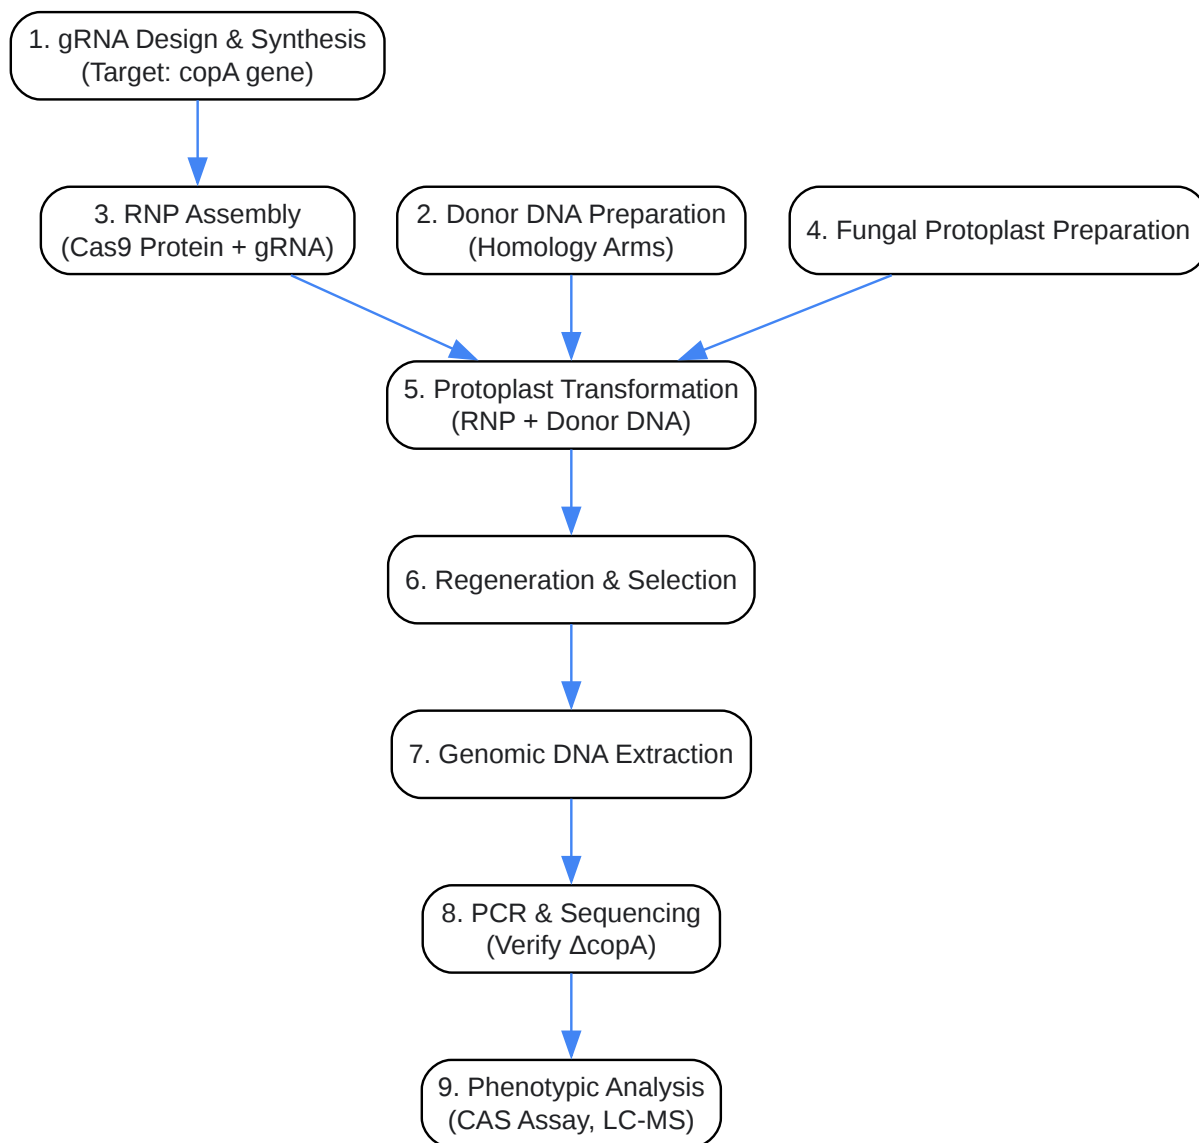 1. gRNA Design & Synthesis
(Target: copA gene)
3. RNP Assembly
(Cas9 Protein + gRNA)
2. Donor DNA Preparation
(Homology Arms)
4. Fungal Protoplast Preparation
5. Protoplast Transformation
(RNP + Donor DNA)
6. Regeneration & Selection
7. Genomic DNA Extraction
8. PCR & Sequencing
(Verify ΔcopA)
9. Phenotypic Analysis
(CAS Assay, LC-MS)